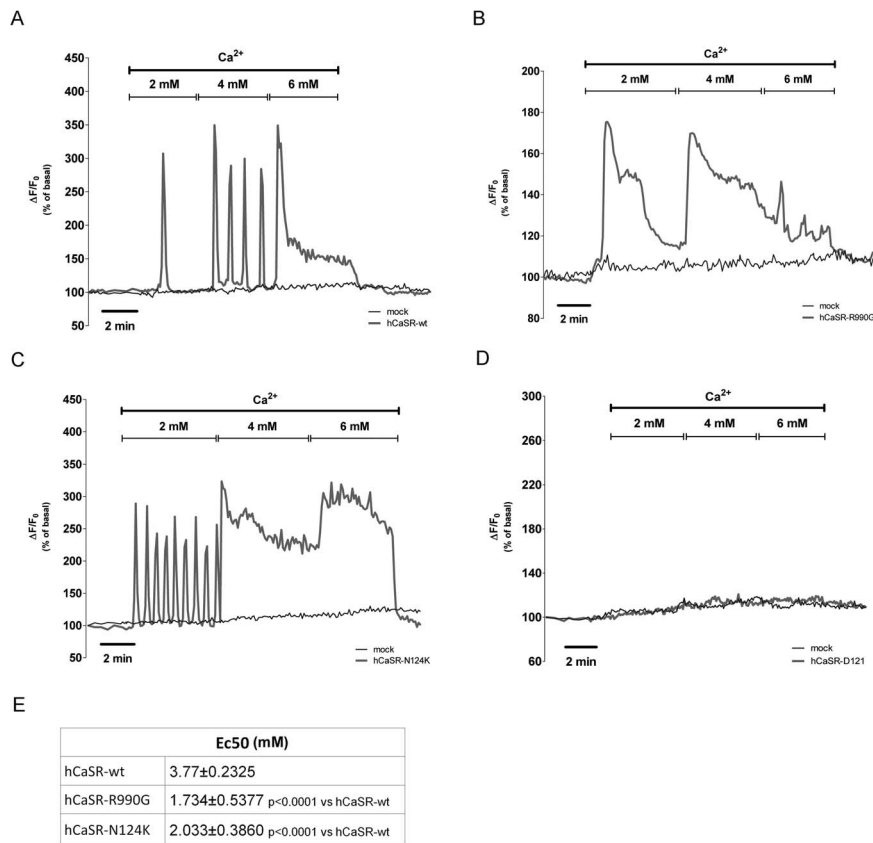 A
Ca2+
2 mM 4 mM 6 mM
450
400
350
300
250
200
150
100
50
ΔF/F0
(% of basal)
2 min
mock
hCaSR-wt
B
Ca2+
2 mM 4 mM 6 mM
200
180
160
140
120
100
80
ΔF/F0
(% of basal)
2 min
mock
hCaSR-R990G
C
Ca2+
2 mM 4 mM 6 mM
450
400
350
300
250
200
150
100
50
ΔF/F0
(% of basal)
2 min
mock
hCaSR-N124K
D
Ca2+
2 mM 4 mM 6 mM
300
260
220
180
140
100
60
ΔF/F0
(% of basal)
2 min
mock
hCaSR-D121
E
Ec50 (mM)
hCaSR-wt 3.77±0.2325
hCaSR-R990G 1.734±0.5377 p<0.0001 vs hCaSR-wt
hCaSR-N124K 2.033±0.3860 p<0.0001 vs hCaSR-wt